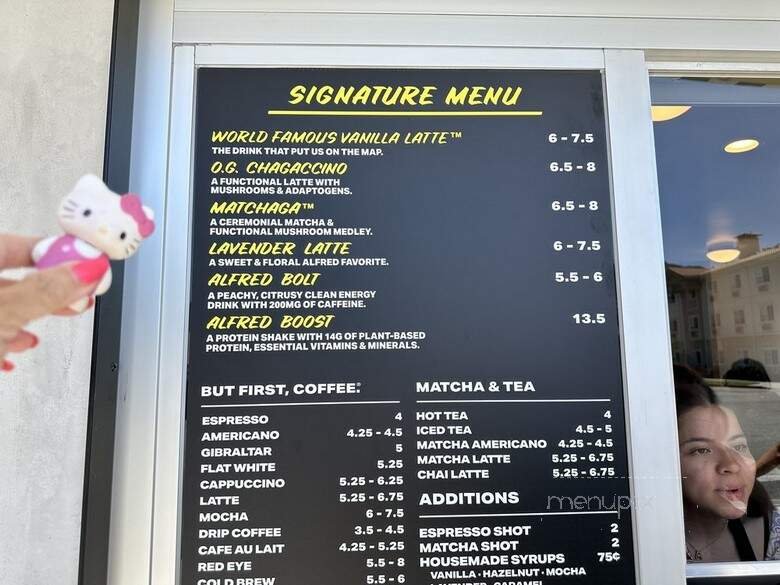 SIGNATURE MENU
WORLD FAMOUS VANILLA LATTE™ 6 - 7.5
THE DRINK THAT PUT US ON THE MAP.
O.G. CHAGACCINO 6.5 - 8
A FUNCTIONAL LATTE WITH
MUSHROOMS & ADAPTOGENS.
MATCHAGA™ 6.5 - 8
A CEREMONIAL MATCHA &
FUNCTIONAL MUSHROOM MEDLEY.
LAVENDER LATTE 6 - 7.5
A SWEET & FLORAL ALFRED FAVORITE.
ALFRED BOLT 5.5 - 6
A PEACHY, CITRUSY CLEAN ENERGY
DRINK WITH 200MG OF CAFFEINE.
ALFRED BOOST 13.5
A PROTEIN SHAKE WITH 14G OF PLANT-BASED
PROTEIN, ESSENTIAL VITAMINS & MINERALS.
BUT FIRST, COFFEE.®
ESPRESSO 4
AMERICANO 4.25 - 4.5
GIBRALTAR 5
FLAT WHITE 5.25
CAPPUCCINO 5.25 - 6.25
LATTE 5.25 - 6.75
MOCHA 6 - 7.5
DRIP COFFEE 3.5 - 4.5
CAFE AU LAIT 4.25 - 5.25
RED EYE 5.5 - 8
COLD BREW 5.5 - 6
MATCHA & TEA
HOT TEA 4
ICED TEA 4.5 - 5
MATCHA AMERICANO 4.25 - 4.5
MATCHA LATTE 5.25 - 6.75
CHAI LATTE 5.25 - 6.75
ADDITIONS
ESPRESSO SHOT 2
MATCHA SHOT 2
HOUSEMADE SYRUPS 75¢
VANILLA · HAZELNUT · MOCHA
LAVENDER · CARAMEL
menupix